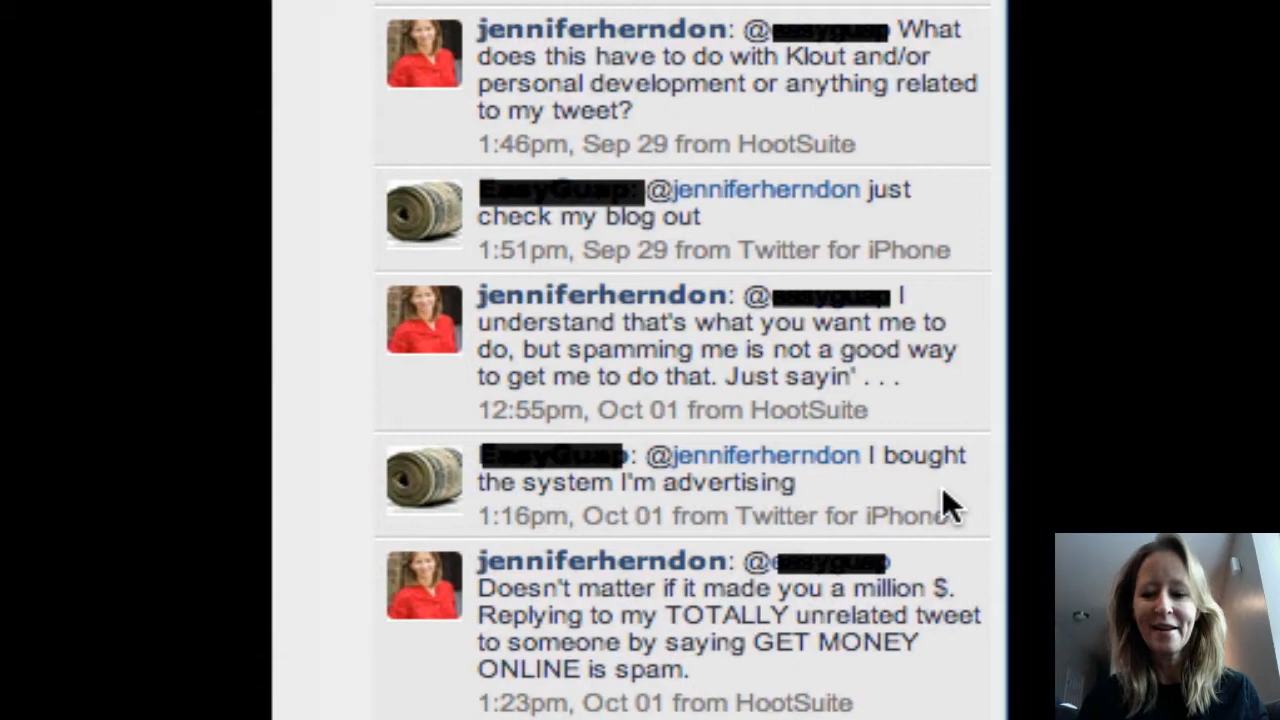 jenniferherndon: @ What
does this have to do with Klout and/or
personal development or anything related
to my tweet?
1:46pm, Sep 29 from HootSuite
@jenniferherndon just
check my blog out
1:51pm, Sep 29 from Twitter for iPhone
jenniferherndon: @ I
understand that's what you want me to
do, but spamming me is not a good way
to get me to do that. Just sayin' . . .
12:55pm, Oct 01 from HootSuite
: @jenniferherndon I bought
the system I'm advertising
1:16pm, Oct 01 from Twitter for iPhone
jenniferherndon: @
Doesn't matter if it made you a million $.
Replying to my TOTALLY unrelated tweet
to someone by saying GET MONEY
ONLINE is spam.
1:23pm, Oct 01 from HootSuite